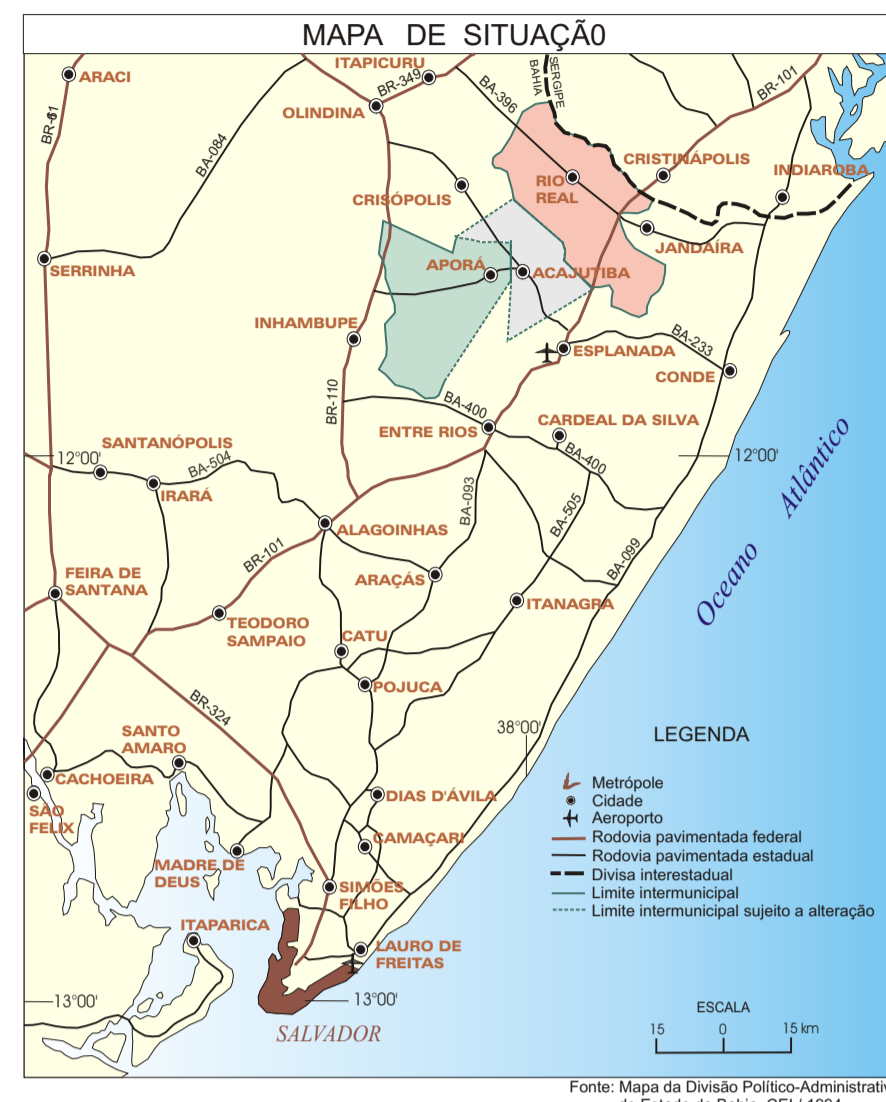 MAPA DE SITUAÇÃ0
ITAPICURU
ARACI
BR-349
OLINDINA
BA-396
BAHIA
SERGIPE
BR-101
BA-084
CRISTINÁPOLIS
INDIAROBA
CRISÓPOLIS
RIO
REAL
JANDAÍRA
SERRINHA
APORÁ
ACAJUTIBA
INHAMBUPE
ESPLANADA
BA-233
CONDE
BR-110
BA-400
ENTRE RIOS
CARDEAL DA SILVA
SANTANÓPOLIS
12°00'
12°00'
BA-504
BA-400
IRARÁ
BA-093
BA-505
ALAGOINHAS
Oceano Atlântico
BR-101
BA-099
FEIRA DE
SANTANA
ARAÇÁS
ITANAGRA
TEODORO
SAMPAIO
CATU
POJUCA
BR-324
38°00'
SANTO
AMARO
CACHOEIRA
SÃO
FELIX
DIAS D'ÁVILA
CAMAÇARI
MADRE DE
DEUS
SIMÕES
FILHO
ITAPARICA
LAURO DE
FREITAS
13°00'
13°00'
SALVADOR
LEGENDA
Metrópole
Cidade
Aeroporto
Rodovia pavimentada federal
Rodovia pavimentada estadual
Divisa interestadual
Limite intermunicipal
Limite intermunicipal sujeito a alteração
ESCALA
15 0 15 km
Fonte: Mapa da Divisão Político-Administrativ